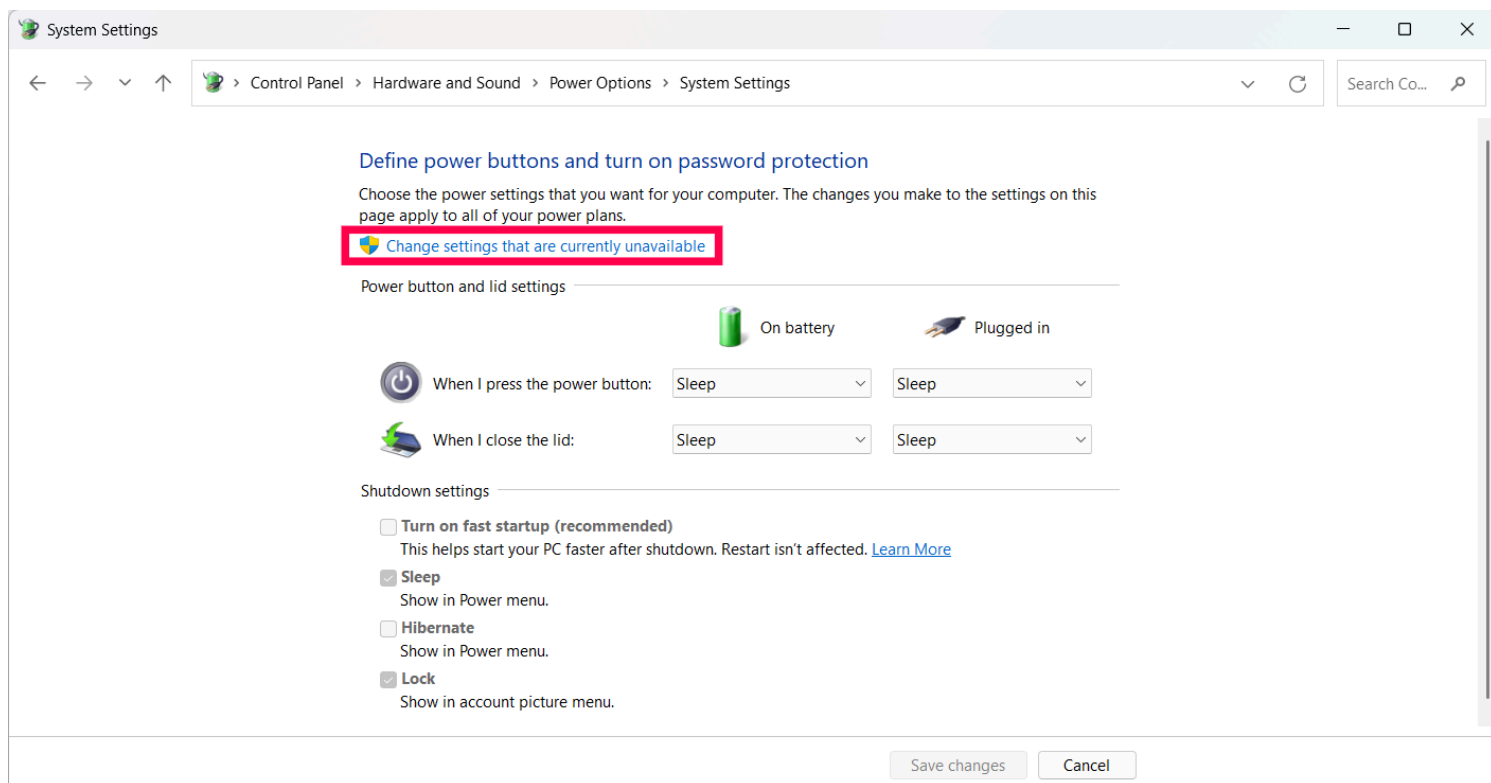 System Settings
Control Panel > Hardware and Sound > Power Options > System Settings
Search Co...
Define power buttons and turn on password protection
Choose the power settings that you want for your computer. The changes you make to the settings on this
page apply to all of your power plans.
Change settings that are currently unavailable
Power button and lid settings
On battery Plugged in
When I press the power button: Sleep Sleep
When I close the lid: Sleep Sleep
Shutdown settings
Turn on fast startup (recommended)
This helps start your PC faster after shutdown. Restart isn't affected. Learn More
Sleep
Show in Power menu.
Hibernate
Show in Power menu.
Lock
Show in account picture menu.
Save changes Cancel